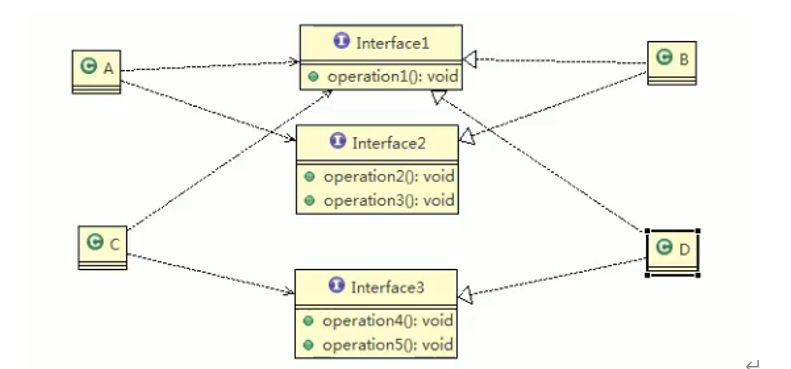 Interface1
A
B
operation1(): void
Interface2
operation2(): void
operation3(): void
C
D
Interface3
operation4(): void
operation5(): void